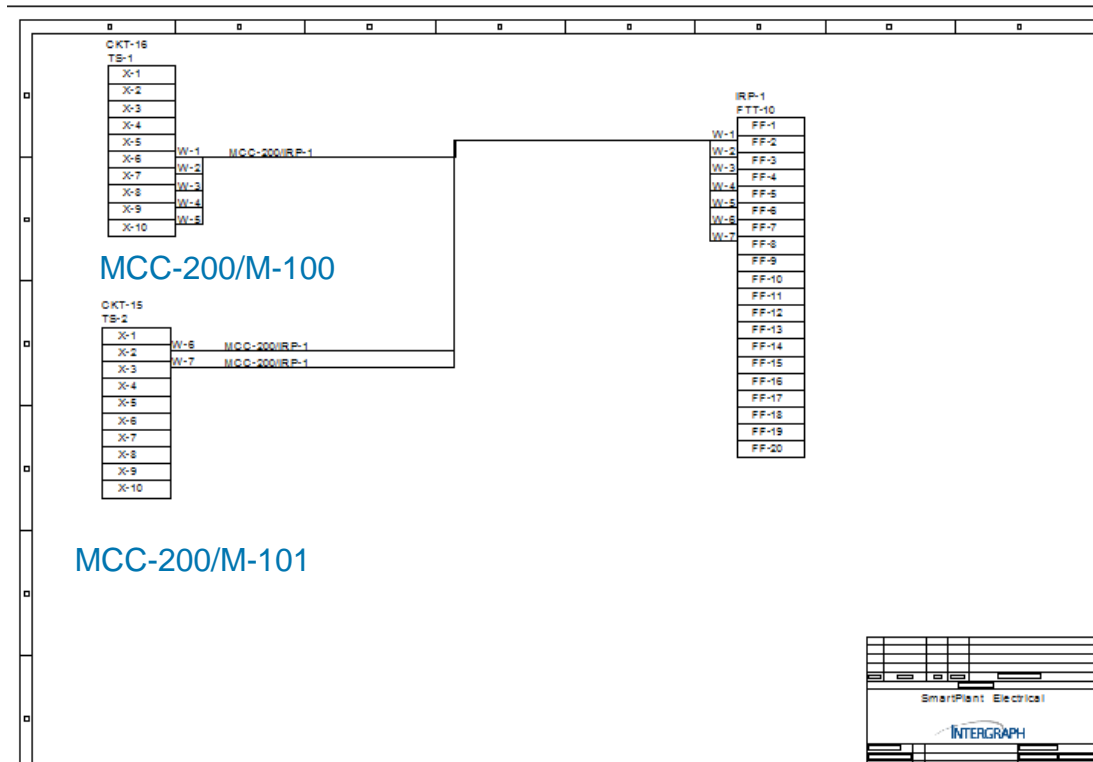 CKT-16
TS-1
X-1
X-2
X-3
X-4
X-5
X-6
X-7
X-8
X-9
X-10
W-1
W-2
W-3
W-4
W-5
MCC-200/IRP-1
MCC-200/M-100
CKT-15
TS-2
X-1
X-2
X-3
X-4
X-5
X-6
X-7
X-8
X-9
X-10
W-6 MCC-200/IRP-1
W-7 MCC-200/IRP-1
MCC-200/M-101
IRP-1
FTT-10
W-1
W-2
W-3
W-4
W-5
W-6
W-7
FF-1
FF-2
FF-3
FF-4
FF-5
FF-6
FF-7
FF-8
FF-9
FF-10
FF-11
FF-12
FF-13
FF-14
FF-15
FF-16
FF-17
FF-18
FF-19
FF-20
SmartPlant Electrical
INTERGRAPH